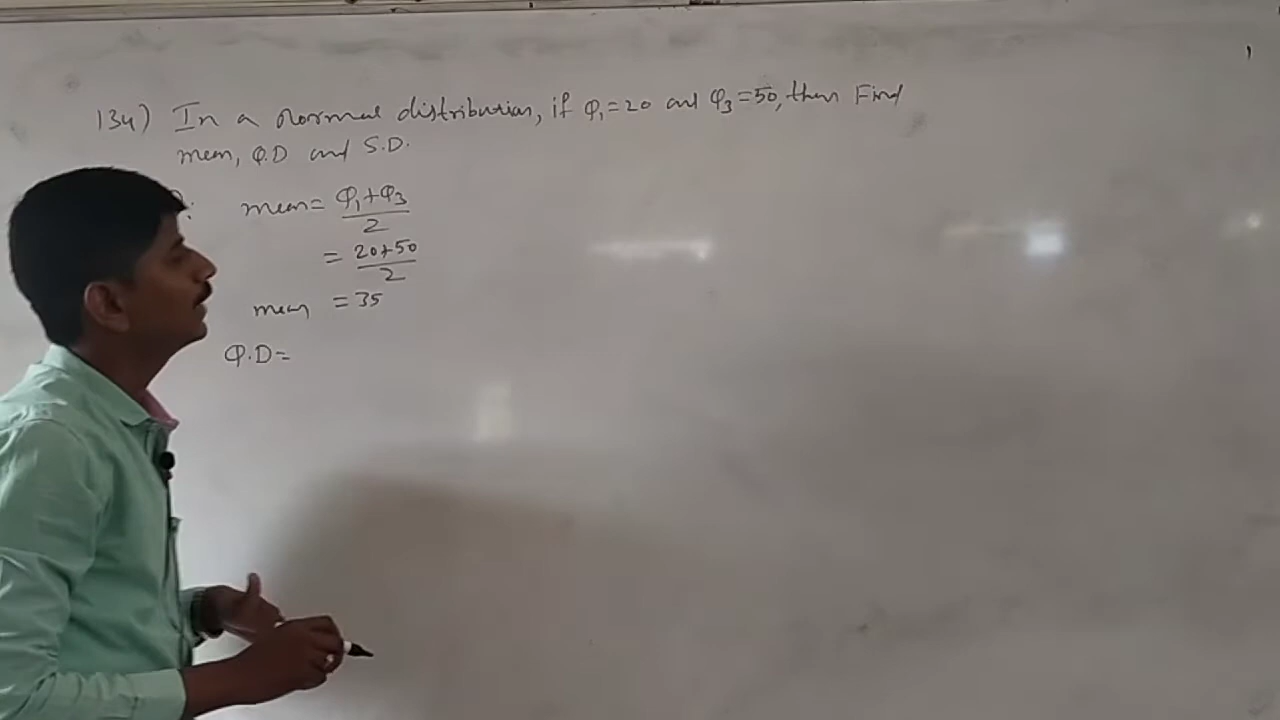 134) In a normal distribution, if Q₁=20 and Q₃=50, then Find
mean, Q.D and S.D.
mean= Q₁+Q₃
2
= 20+50
2
mean =35
Q.D=